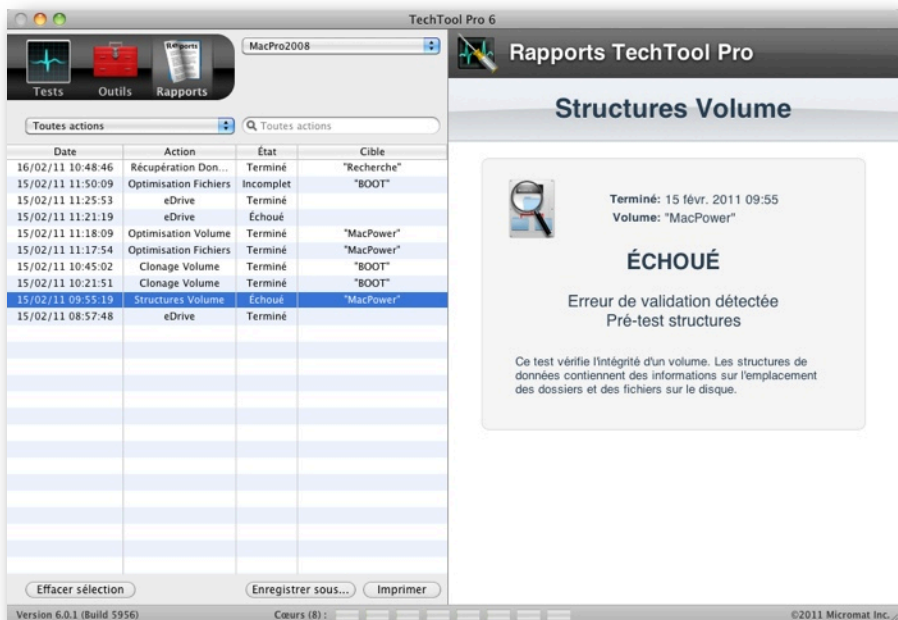 TechTool Pro 6
MacPro2008
Rapports
Tests Outils Rapports
Toutes actions Toutes actions
Date Action État Cible
16/02/11 10:48:46 Récupération Don... Terminé "Recherche"
15/02/11 11:50:09 Optimisation Fichiers Incomplet "BOOT"
15/02/11 11:25:53 eDrive Terminé
15/02/11 11:21:19 eDrive Échoué
15/02/11 11:18:09 Optimisation Volume Terminé "MacPower"
15/02/11 11:17:54 Optimisation Fichiers Terminé "MacPower"
15/02/11 10:45:02 Clonage Volume Terminé "BOOT"
15/02/11 10:21:51 Clonage Volume Terminé "BOOT"
15/02/11 09:55:19 Structures Volume Échoué "MacPower"
15/02/11 08:57:48 eDrive Terminé
Effacer sélection Enregistrer sous... Imprimer
Rapports TechTool Pro
Structures Volume
Terminé: 15 févr. 2011 09:55
Volume: "MacPower"
ÉCHOUÉ
Erreur de validation détectée
Pré-test structures
Ce test vérifie l'intégrité d'un volume. Les structures de
données contiennent des informations sur l'emplacement
des dossiers et des fichiers sur le disque.
Version 6.0.1 (Build 5956) Cœurs (8) : ©2011 Micromat Inc.